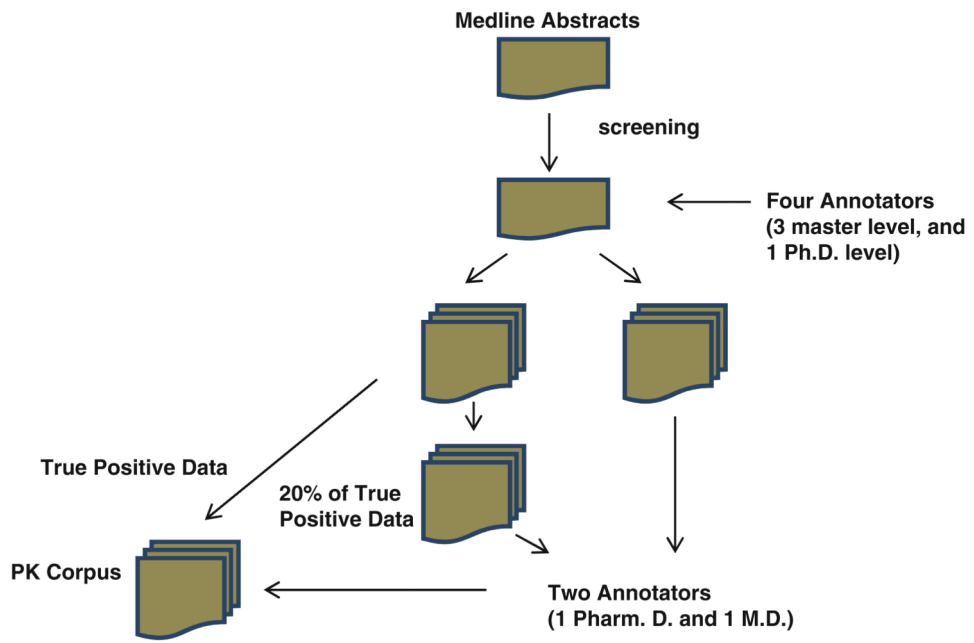 Medline Abstracts
screening
Four Annotators
(3 master level, and
1 Ph.D. level)
True Positive Data
20% of True
Positive Data
PK Corpus
Two Annotators
(1 Pharm. D. and 1 M.D.)